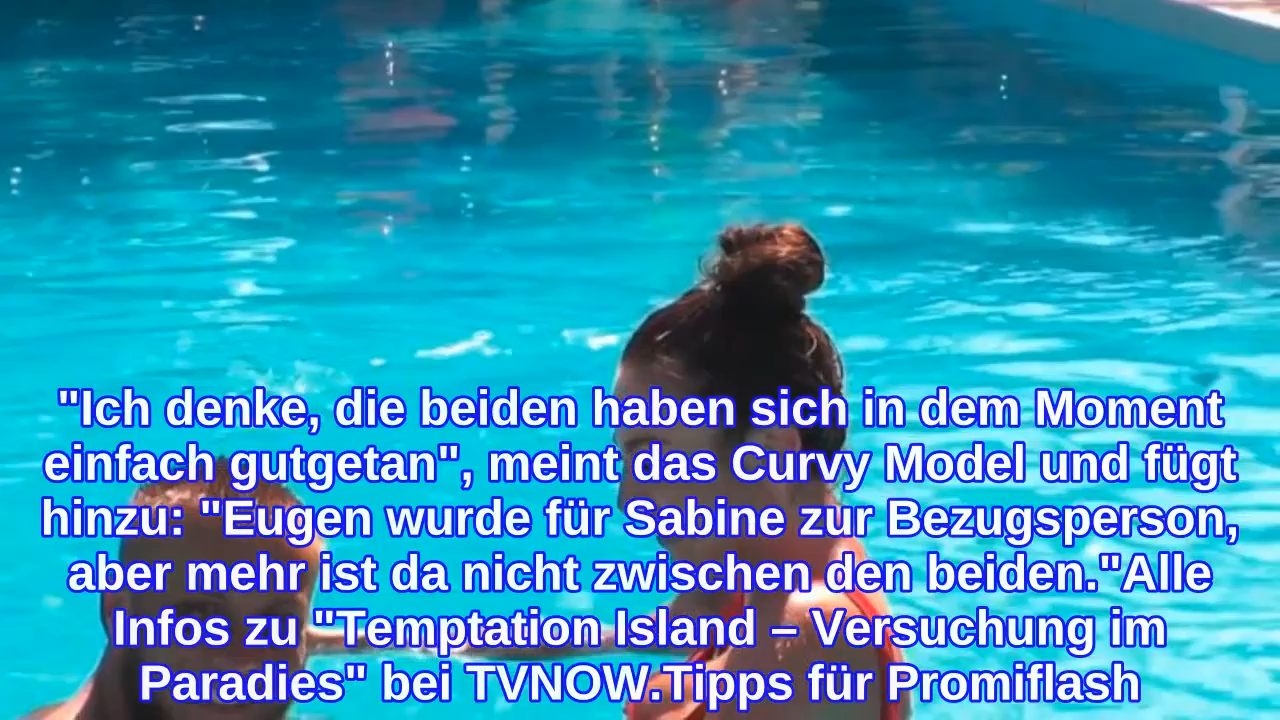 "Ich denke, die beiden haben sich in dem Moment
einfach gutgetan", meint das Curvy Model und fügt
hinzu: "Eugen wurde für Sabine zur Bezugsperson,
aber mehr ist da nicht zwischen den beiden."Alle
Infos zu "Temptation Island – Versuchung im
Paradies" bei TVNOW.Tipps für Promiflash